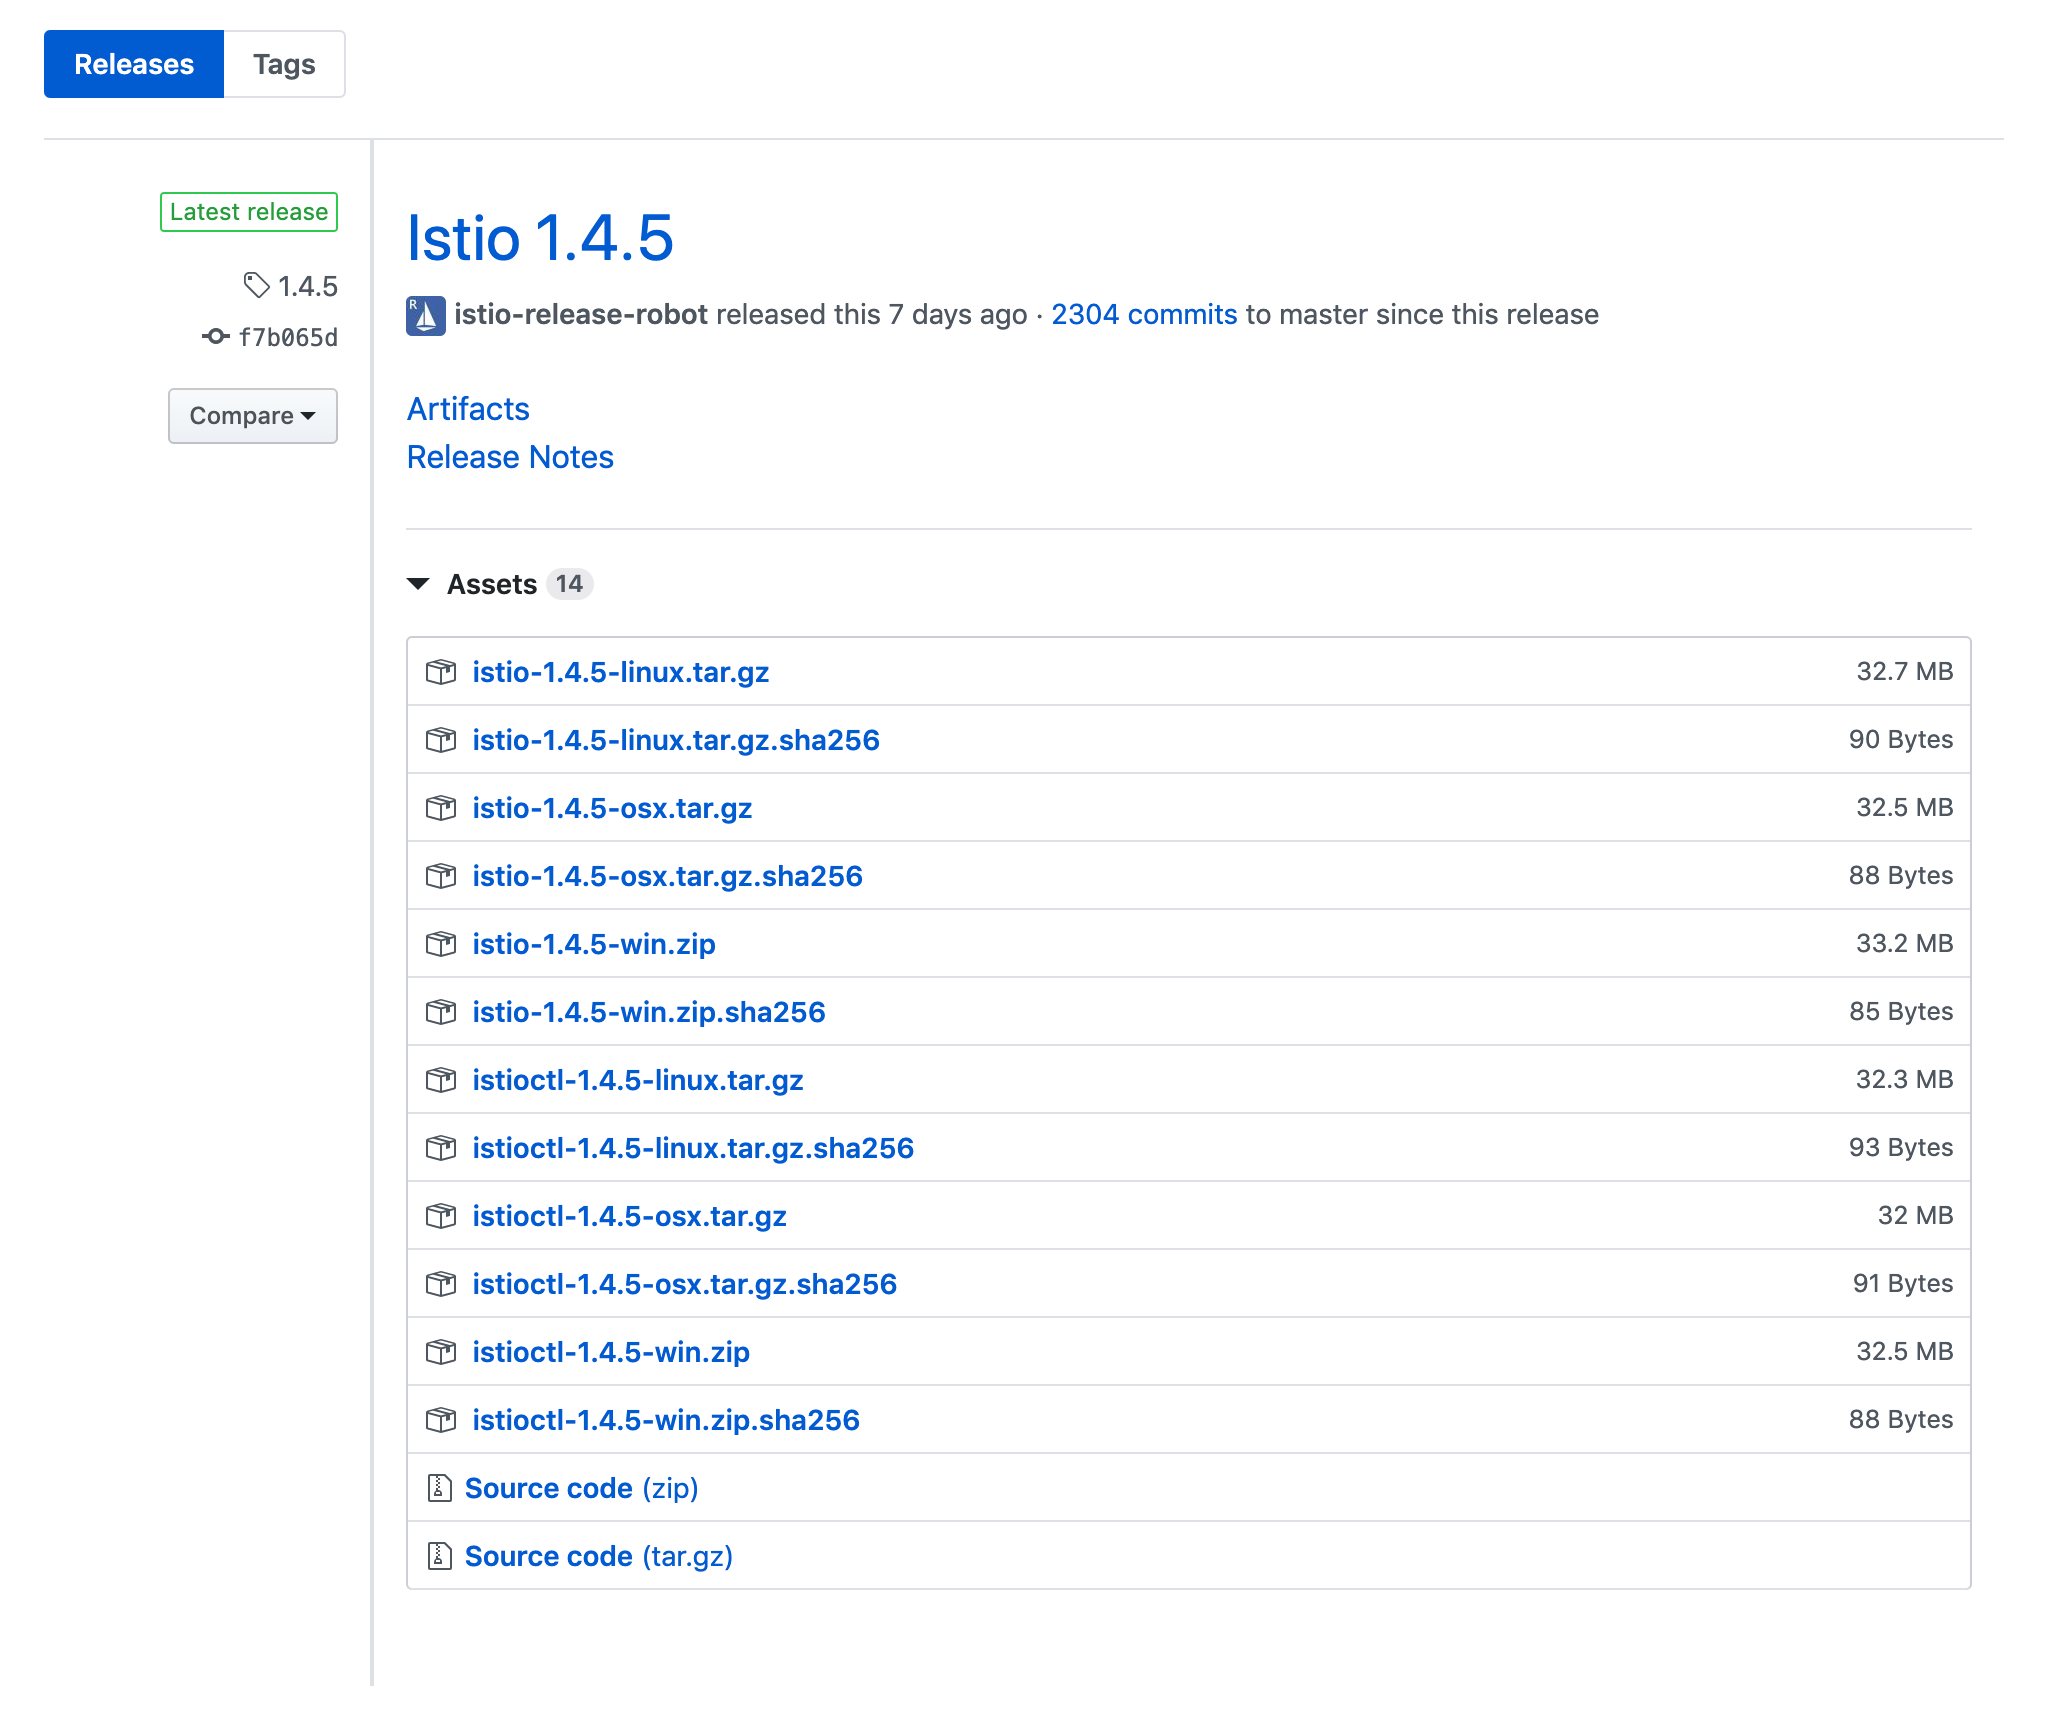 Releases Tags
Latest release
1.4.5
f7b065d
Compare
Istio 1.4.5
R
istio-release-robot released this 7 days ago · 2304 commits to master since this release
Artifacts
Release Notes
Assets 14
istio-1.4.5-linux.tar.gz 32.7 MB
istio-1.4.5-linux.tar.gz.sha256 90 Bytes
istio-1.4.5-osx.tar.gz 32.5 MB
istio-1.4.5-osx.tar.gz.sha256 88 Bytes
istio-1.4.5-win.zip 33.2 MB
istio-1.4.5-win.zip.sha256 85 Bytes
istioctl-1.4.5-linux.tar.gz 32.3 MB
istioctl-1.4.5-linux.tar.gz.sha256 93 Bytes
istioctl-1.4.5-osx.tar.gz 32 MB
istioctl-1.4.5-osx.tar.gz.sha256 91 Bytes
istioctl-1.4.5-win.zip 32.5 MB
istioctl-1.4.5-win.zip.sha256 88 Bytes
Source code (zip)
Source code (tar.gz)